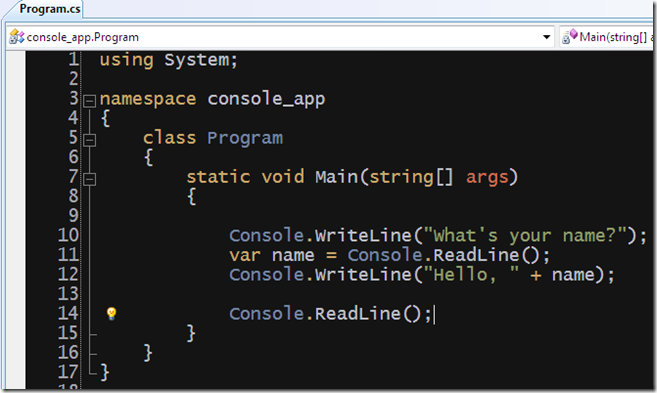 Program.cs
console_app.Program Main(string[] a
1 using System;
2
3 namespace console_app
4 {
5 class Program
6 {
7 static void Main(string[] args)
8 {
9
10 Console.WriteLine("What's your name?");
11 var name = Console.ReadLine();
12 Console.WriteLine("Hello, " + name);
13
14 Console.ReadLine();
15 }
16 }
17 }
18